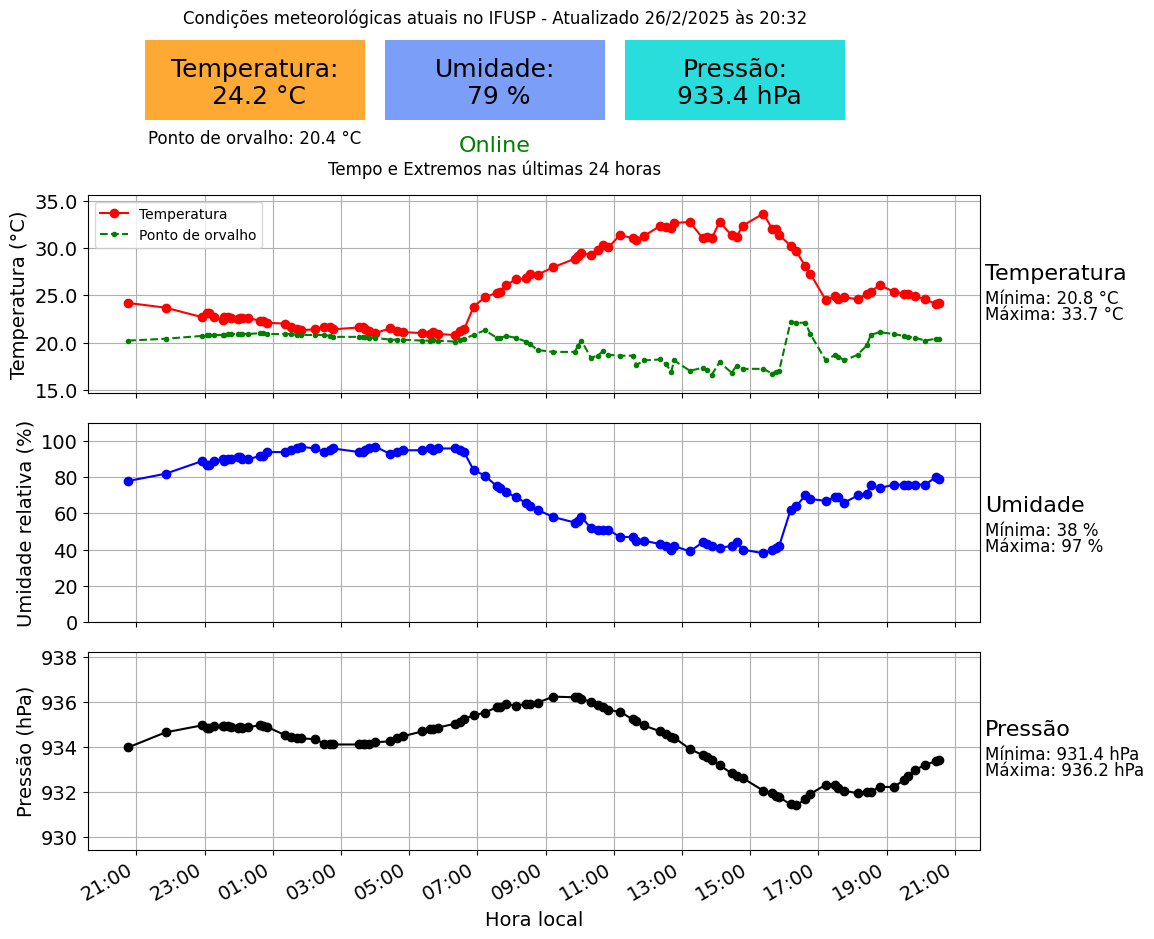 Condições meteorológicas atuais no IFUSP - Atualizado 26/2/2025 às 20:32
Temperatura:
24.2 °C
Umidade:
79 %
Pressão:
933.4 hPa
Ponto de orvalho: 20.4 °C
Online
Tempo e Extremos nas últimas 24 horas
Temperatura (°C)
35.0
30.0
25.0
20.0
15.0
Temperatura
Ponto de orvalho
Temperatura
Mínima: 20.8 °C
Máxima: 33.7 °C
Umidade relativa (%)
100
80
60
40
20
0
Umidade
Mínima: 38 %
Máxima: 97 %
Pressão (hPa)
938
936
934
932
930
Pressão
Mínima: 931.4 hPa
Máxima: 936.2 hPa
21:00 23:00 01:00 03:00 05:00 07:00 09:00 11:00 13:00 15:00 17:00 19:00 21:00
Hora local